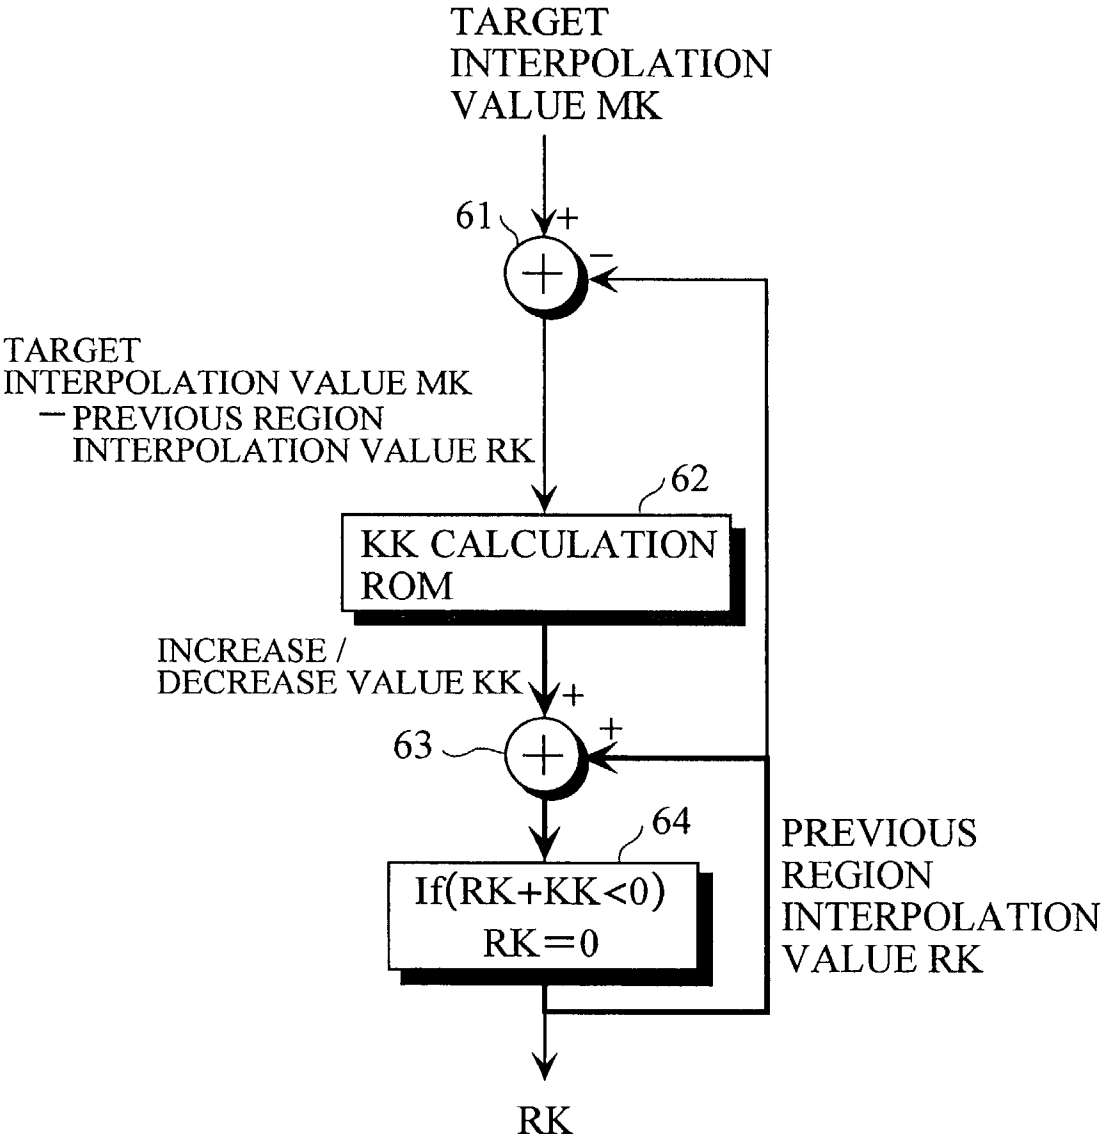 TARGET
INTERPOLATION
VALUE MK
61
+
−
+
TARGET
INTERPOLATION VALUE MK
− PREVIOUS REGION
INTERPOLATION VALUE RK
62
KK CALCULATION
ROM
INCREASE /
DECREASE VALUE KK
+
+
63
+
64
If(RK+KK<0)
RK=0
PREVIOUS
REGION
INTERPOLATION
VALUE RK
RK